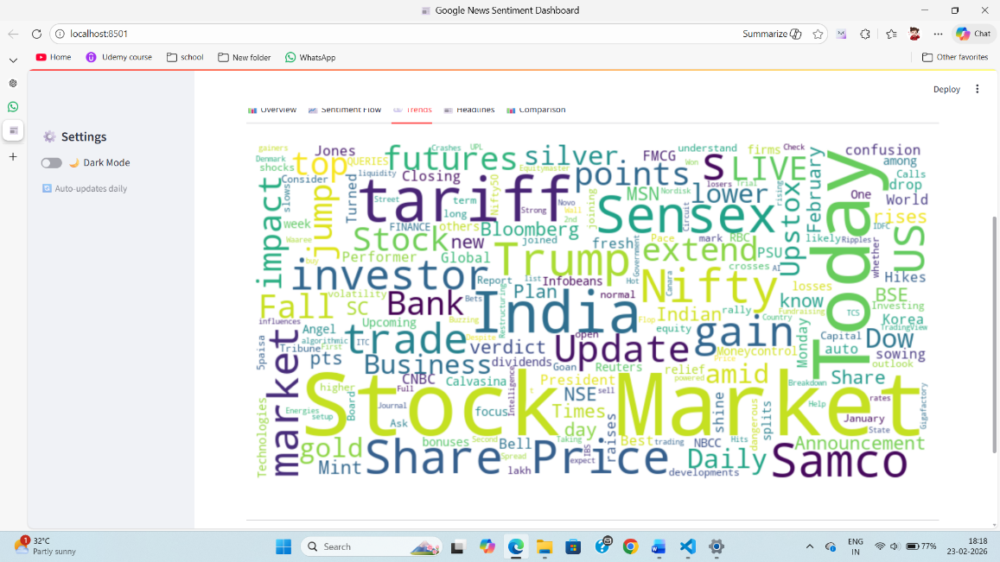 Google News Sentiment Dashboard
localhost:8501
Summarize
Chat
Home
Udemy course
school
New folder
WhatsApp
Other favorites
Deploy
Overview
Sentiment Flow
Trends
Headlines
Comparison
Settings
Dark Mode
Auto-updates daily
gainers
Crashes
UPL
Jones
top
QUERIES
futures
silver
FMCG
understand
firms
Check
confusion
Denmark
shocks
Consider
liquidity
Closing
Equitymaster
points
S
Won
LIVE
among
Calls
drop
impact
slows
jump
Turned
Street
tariff
term
long
Nifty50
Strong
Novo
Wall
2nd
joining
MSN
Nordisk
losers
Trial
lower
Circuit
rising
Upstox
February
One
World
week
FINANCE
others
Bloomberg
joined
Sensex
Today
rises
Waaree
Stock
new
fresh
Government
Pace
mark
RBC
likely
Ripples
IDFC
us
buy
Performer
Global
Trump
extend
PSU
whether
investor
Report
list
Infobeans
Hot
Canara
crosses
AI
Hikes
Fall
volatility
SC
Bank
Bets
Restructuring
Plan
normal
Nifty
losses
know
TCS
BSE
Investing
influences
Upcoming
Buzzing
India
Flop
Indian
rally
Fundraising
Country
Korea
TradingView
Angel
algorithmic
ITC
Despite
open
equity
Capital
auto
Dow
5paisa
Tribune
First
trade
verdict
Update
Price
gain
Moneycontrol
Monday
sowing
outlook
market
pts
Business
dividends
Goan
Reuters
relief
powered
amid
Breakdown
Share
higher
CNBC
Full
Calvasina
Intelligence
President
NSE
sell
Help
rates
Technologies
Energies
setup
Board
Journal
Ask
Stock Market
focus
t
Times
day
shine
dangerous
splits
January
State
Gigafactory
gold
bonuses
Second
Bell
Taking
raises
Best
trading
NBCC
Hits
Announcement
Mint
Share Price
Spread
lakh
expect
IBS
developments
Daily
Samco
1
32°C
Partly sunny
Search
ENG
IN
77%
18:18
23-02-2026